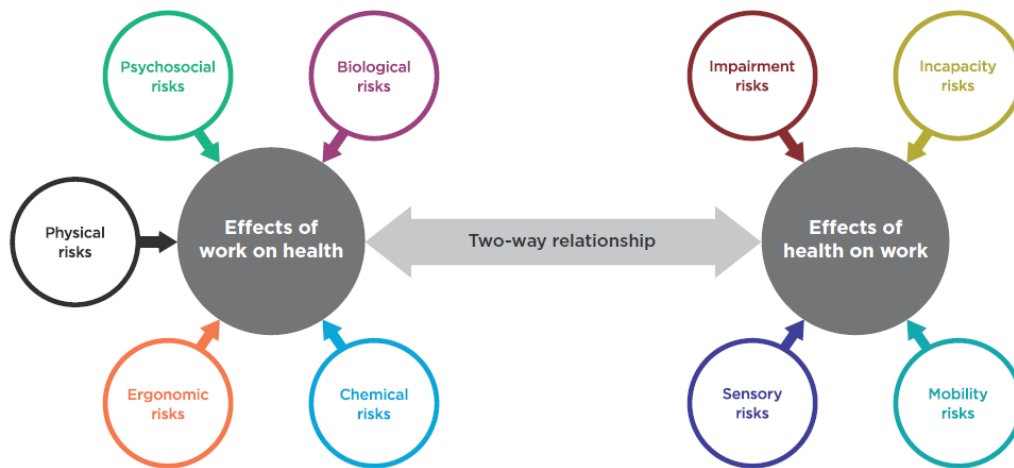 Psychosocial
risks
Biological
risks
Impairment
risks
Incapacity
risks
Physical
risks
Effects of
work on health
Two-way relationship
Effects of
health on work
Ergonomic
risks
Chemical
risks
Sensory
risks
Mobility
risks